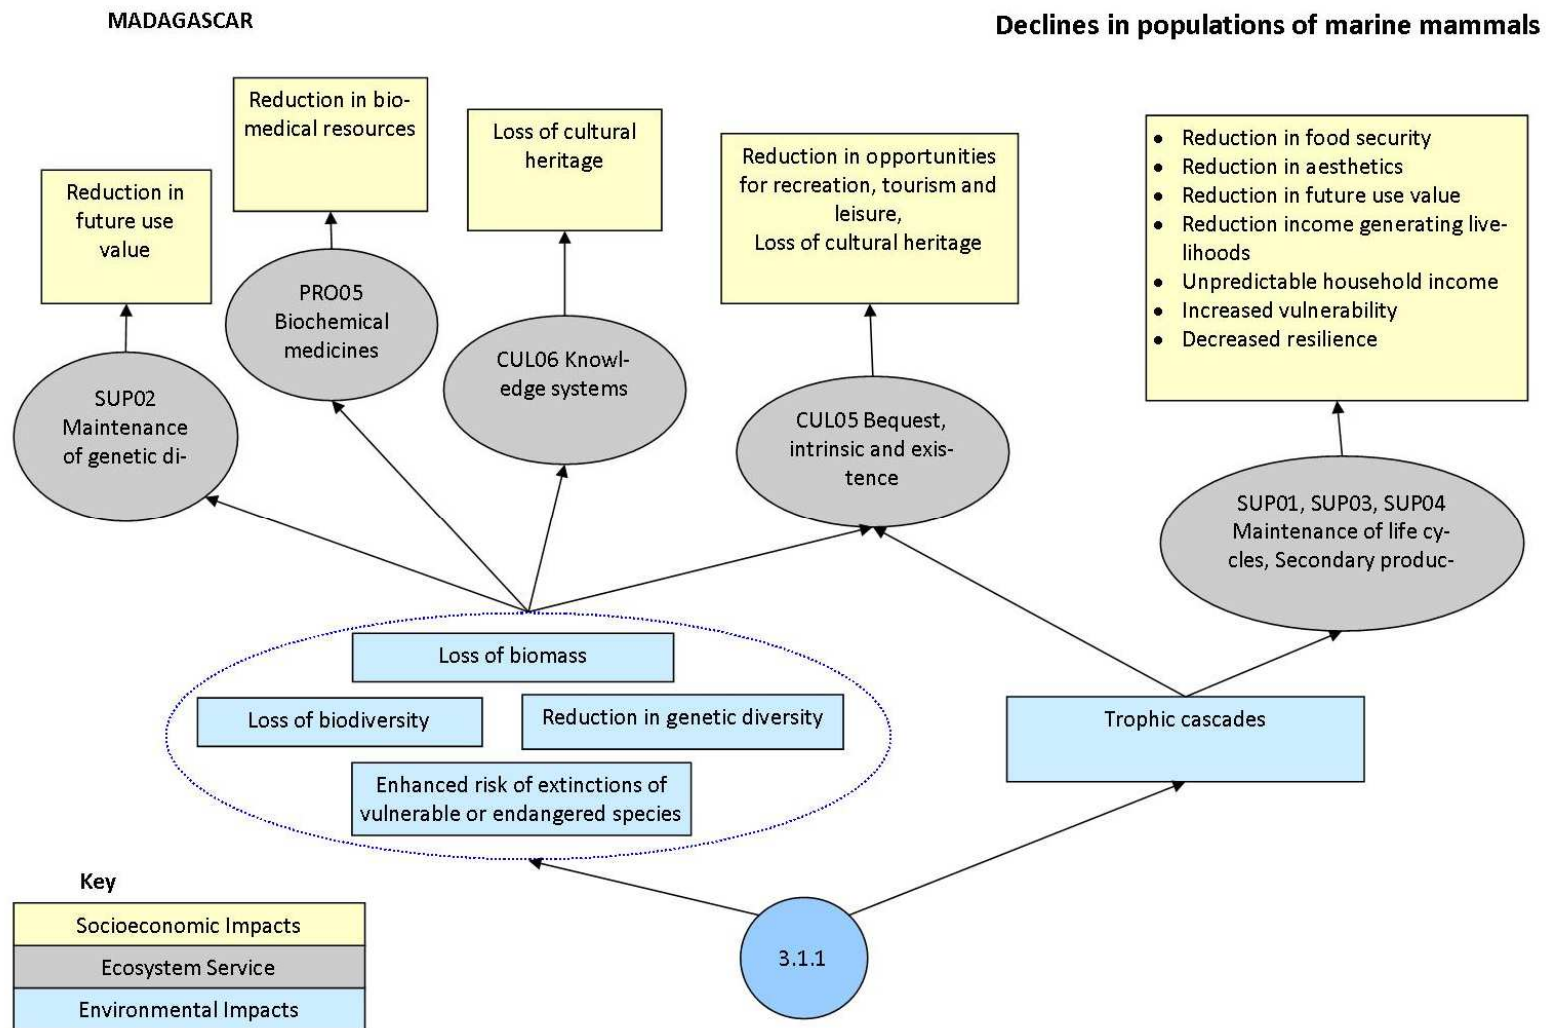 MADAGASCAR
Declines in populations of marine mammals
Reduction in bio-
medical resources
Loss of cultural
heritage
Reduction in
future use
value
Reduction in opportunities
for recreation, tourism and
leisure,
Loss of cultural heritage
• Reduction in food security
• Reduction in aesthetics
• Reduction in future use value
• Reduction income generating live-
lihoods
• Unpredictable household income
• Increased vulnerability
• Decreased resilience
PRO05
Biochemical
medicines
CUL06 Knowl-
edge systems
SUP02
Maintenance
of genetic di-
CUL05 Bequest,
intrinsic and exis-
tence
SUP01, SUP03, SUP04
Maintenance of life cy-
cles, Secondary produc-
Loss of biomass
Loss of biodiversity
Reduction in genetic diversity
Enhanced risk of extinctions of
vulnerable or endangered species
Trophic cascades
3.1.1
Key
Socioeconomic Impacts
Ecosystem Service
Environmental Impacts